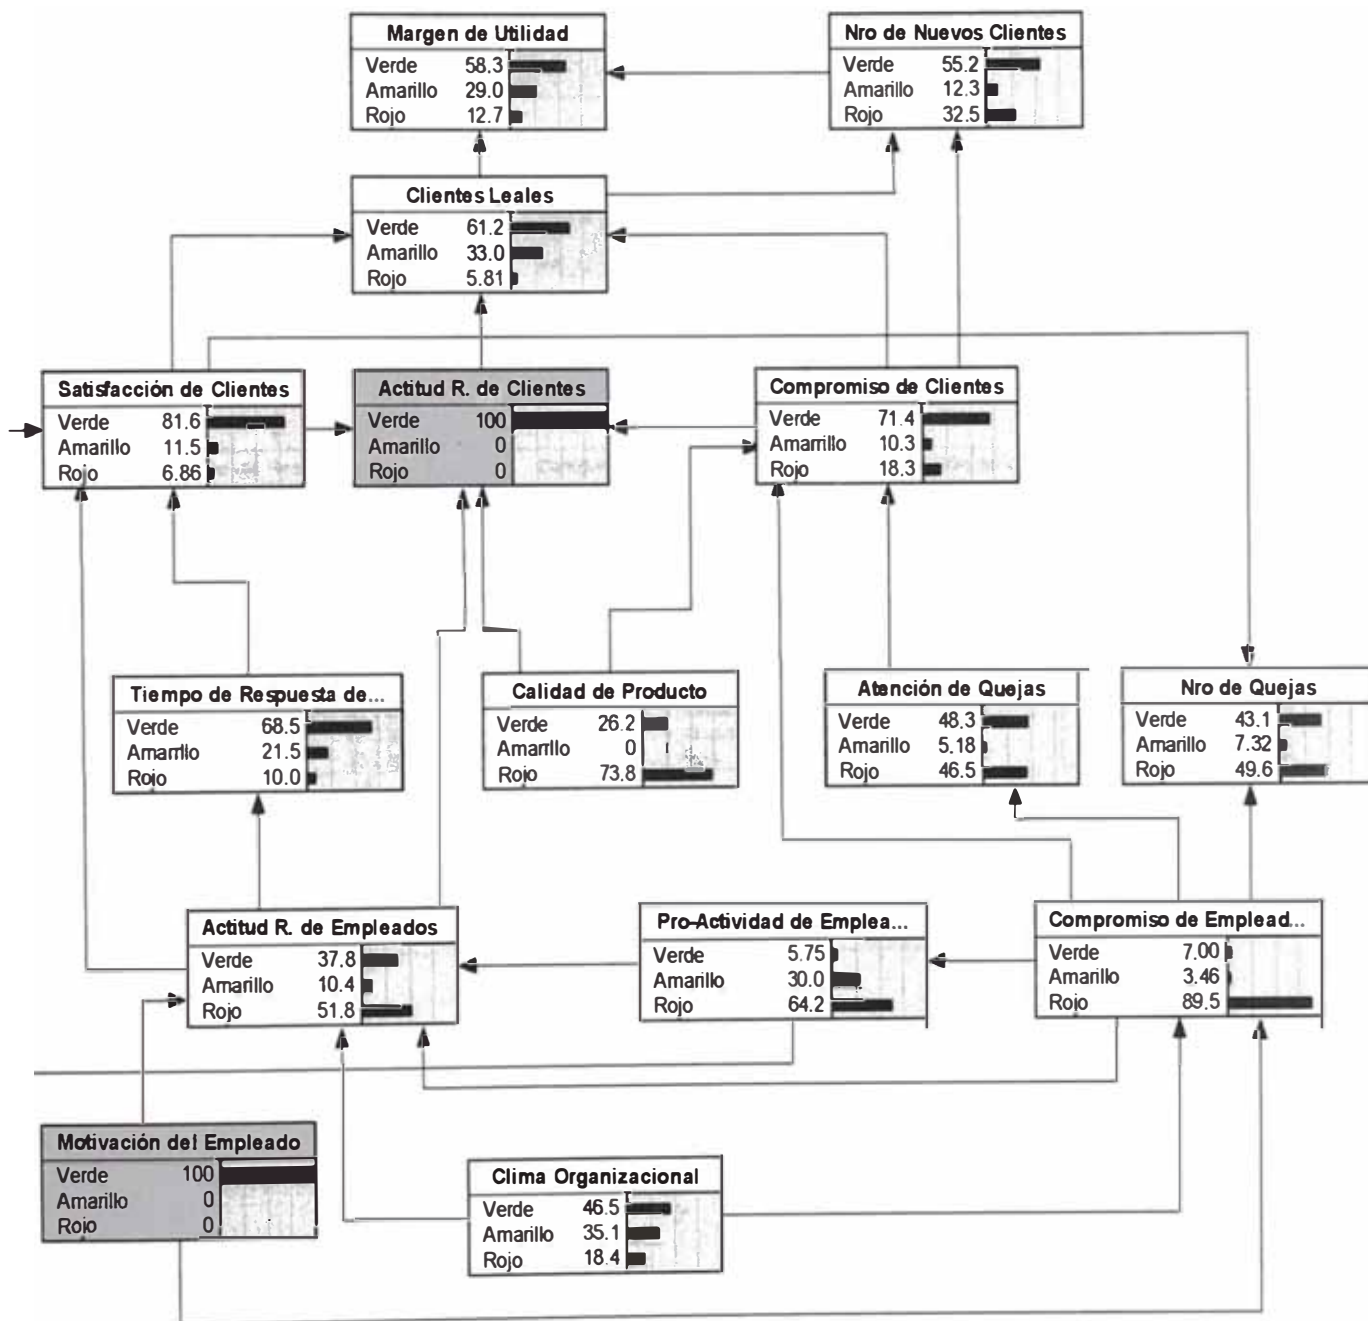 Margen de Utilidad
Verde 58.3
Amarillo 29.0
Rojo 12.7
Nro de Nuevos Clientes
Verde 55.2
Amarillo 12.3
Rojo 32.5
Clientes Leales
Verde 61.2
Amarillo 33.0
Rojo 5.81
Satisfacción de Clientes
Verde 81.6
Amarillo 11.5
Rojo 6.86
Actitud R. de Clientes
Verde 100
Amarillo 0
Rojo 0
Compromiso de Clientes
Verde 71.4
Amarillo 10.3
Rojo 18.3
Tiempo de Respuesta de...
Verde 68.5
Amarillo 21.5
Rojo 10.0
Calidad de Producto
Verde 26.2
Amarillo 0
Rojo 73.8
Atención de Quejas
Verde 48.3
Amarillo 5.18
Rojo 46.5
Nro de Quejas
Verde 43.1
Amarillo 7.32
Rojo 49.6
Actitud R. de Empleados
Verde 37.8
Amarillo 10.4
Rojo 51.8
Pro-Actividad de Emplea...
Verde 5.75
Amarillo 30.0
Rojo 64.2
Compromiso de Emplead...
Verde 7.00
Amarillo 3.46
Rojo 89.5
Motivación del Empleado
Verde 100
Amarillo 0
Rojo 0
Clima Organizacional
Verde 46.5
Amarillo 35.1
Rojo 18.4